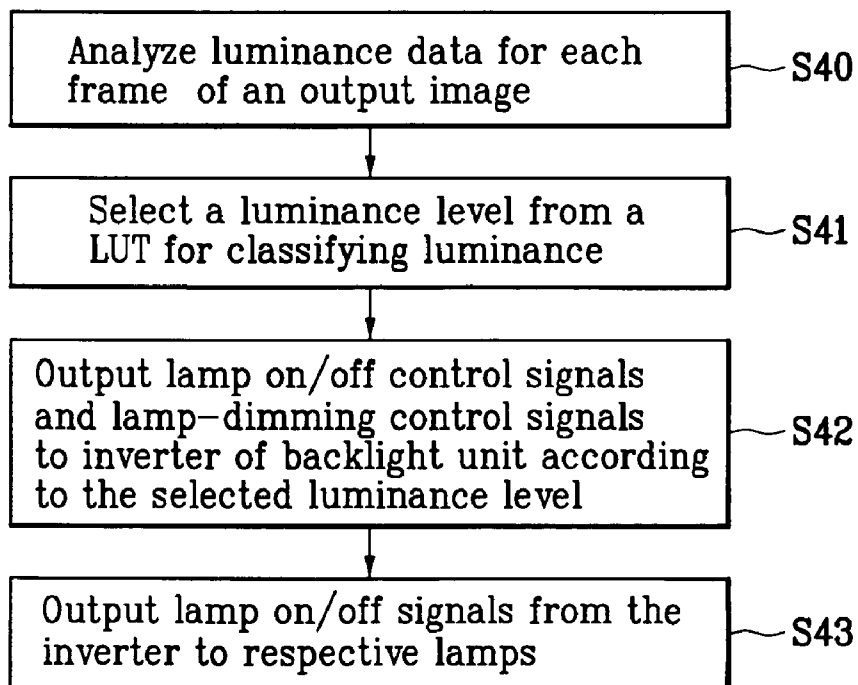 Analyze luminance data for each
frame of an output image
S40
Select a luminance level from a
LUT for classifying luminance
S41
Output lamp on/off control signals
and lamp-dimming control signals
to inverter of backlight unit according
to the selected luminance level
S42
Output lamp on/off signals from the
inverter to respective lamps
S43